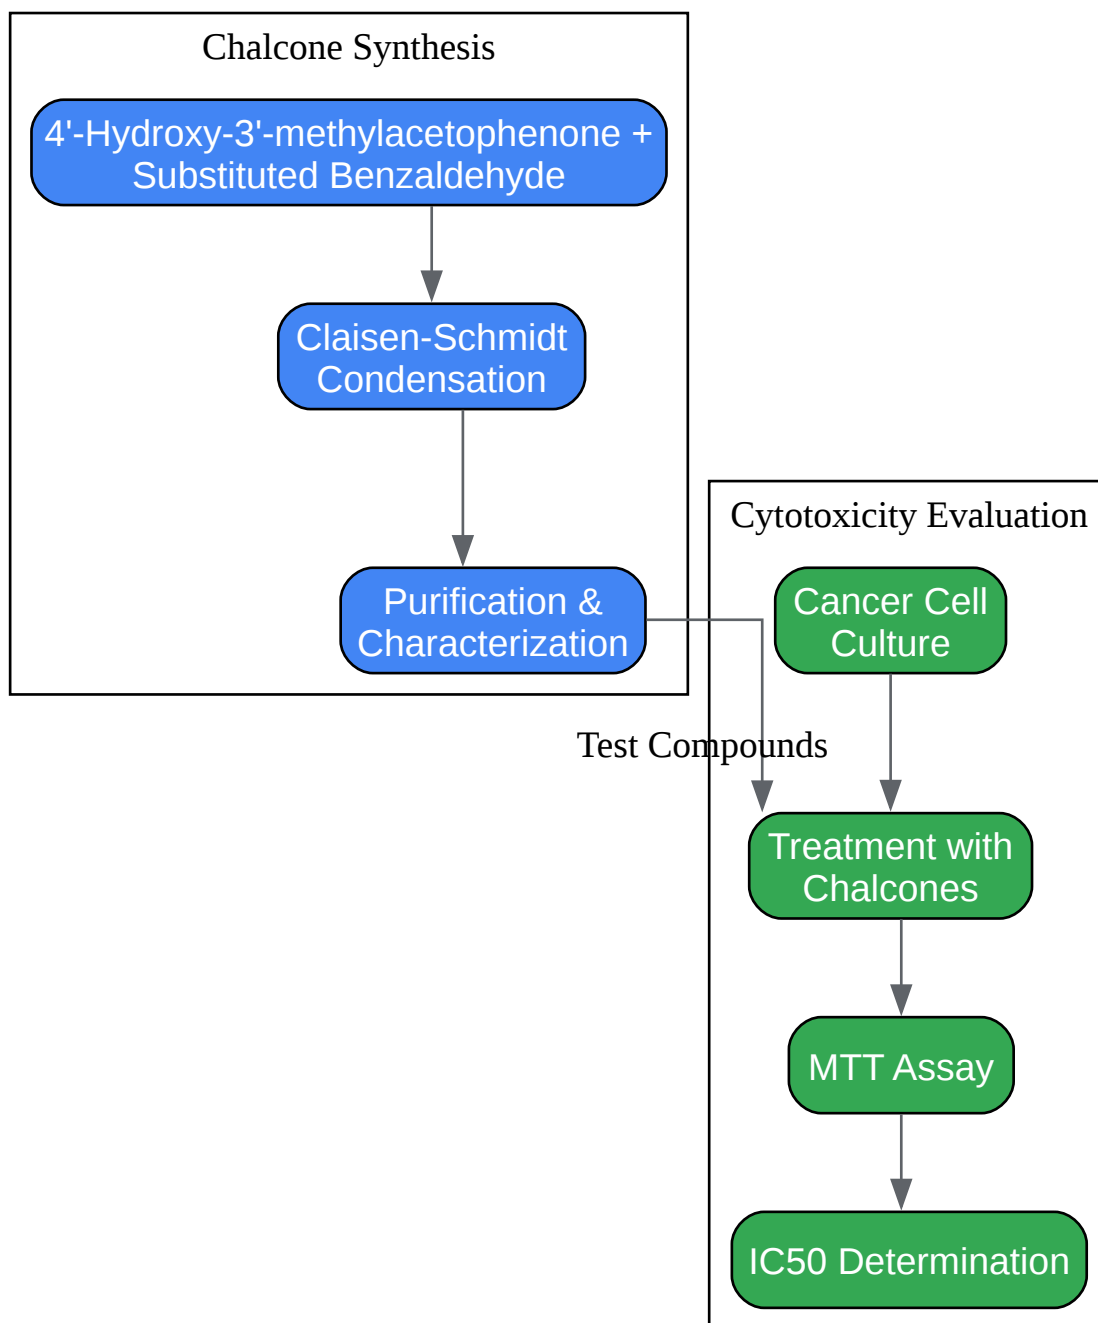 Chalcone Synthesis
4'-Hydroxy-3'-methylacetophenone +
Substituted Benzaldehyde
Claisen-Schmidt
Condensation
Purification &
Characterization
Test Compounds
Cytotoxicity Evaluation
Cancer Cell
Culture
Treatment with
Chalcones
MTT Assay
IC50 Determination